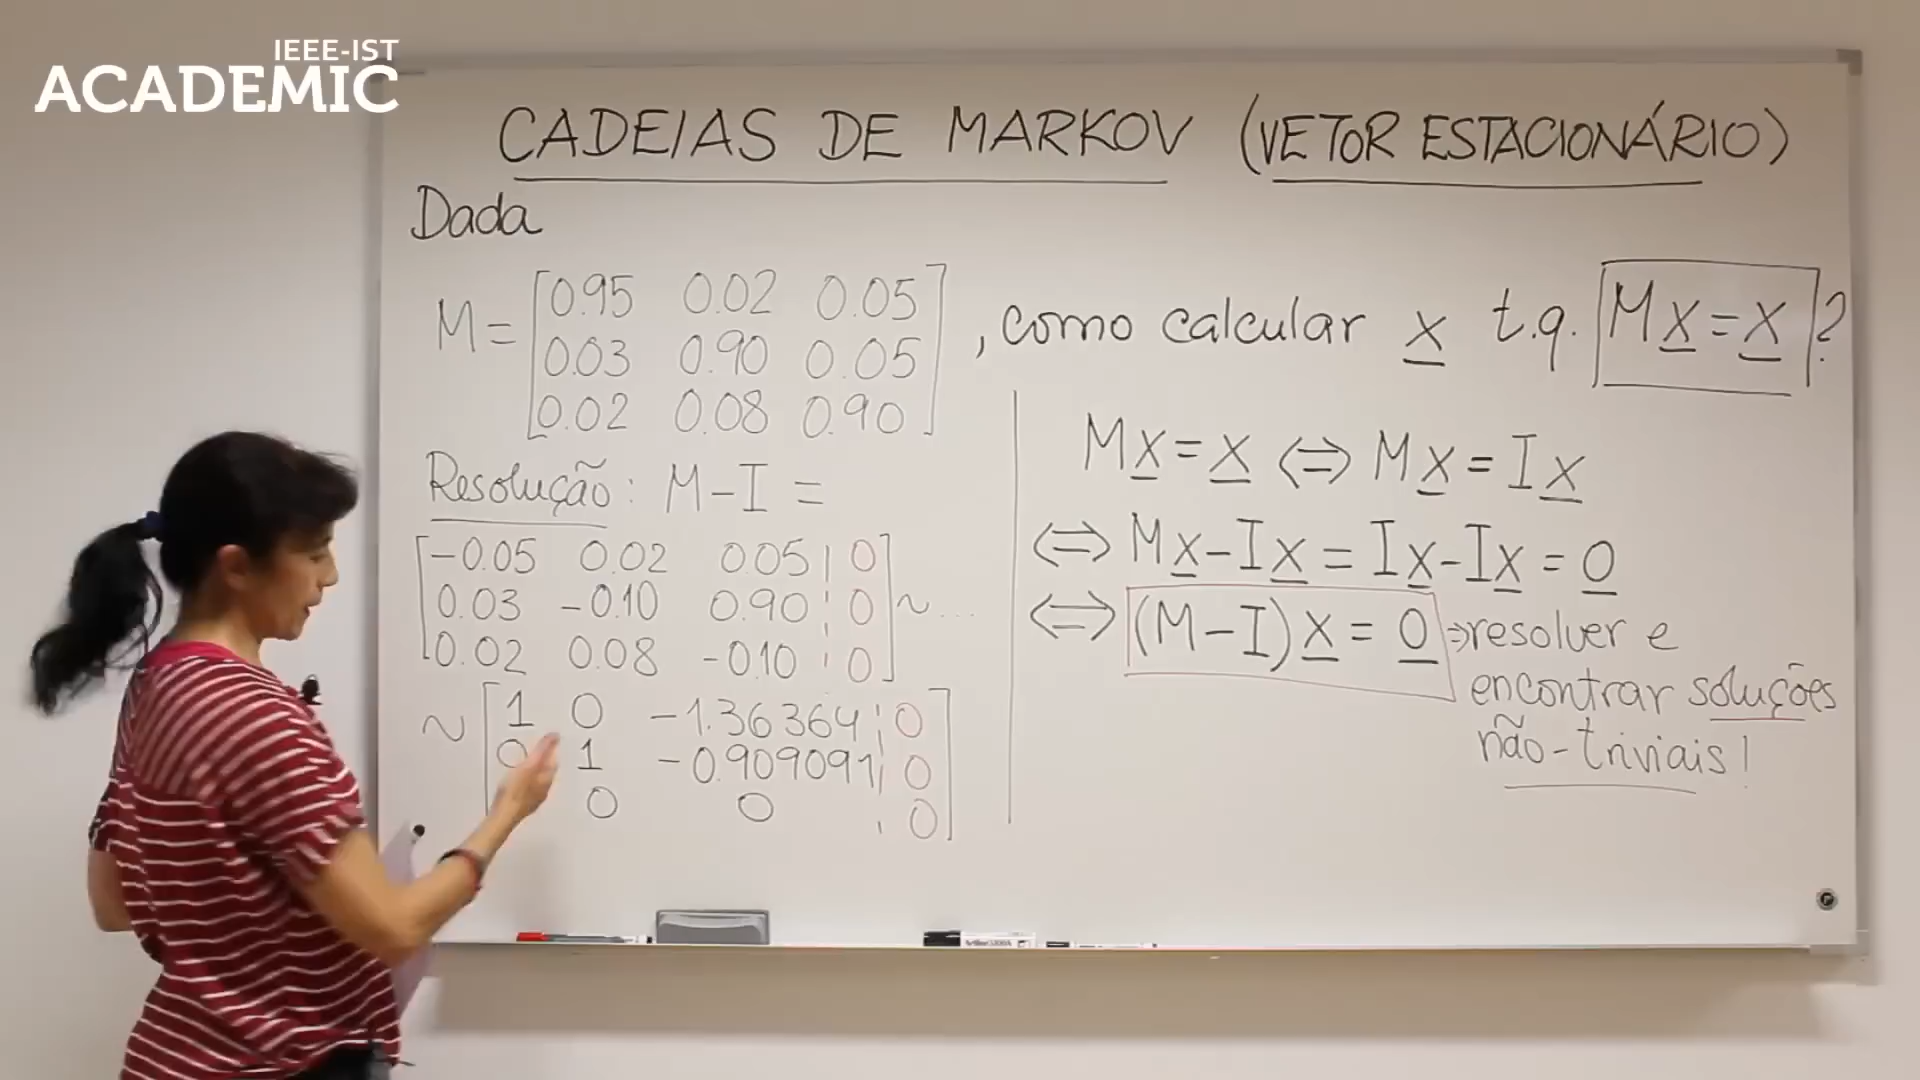 IEEE-IST
ACADEMIC
CADEIAS DE MARKOV (VETOR ESTACIONÁRIO)
Dada
M = [0.95 0.02 0.05
0.03 0.90 0.05
0.02 0.08 0.90]
, como calcular x t.q. Mx = x ?
Resolução: M - I =
[-0.05 0.02 0.05 ¦ 0
0.03 -0.10 0.90 ¦ 0
0.02 0.08 -0.10 ¦ 0] ~ ...
~ [1 0 -1.36364 ¦ 0
0 1 -0.909091 ¦ 0
0 0 ¦ 0]
Mx = x ⇔ Mx = Ix
⇔ Mx - Ix = Ix - Ix = 0
⇔ (M - I)x = 0 ⇒ resolver e
encontrar soluções
não-triviais!